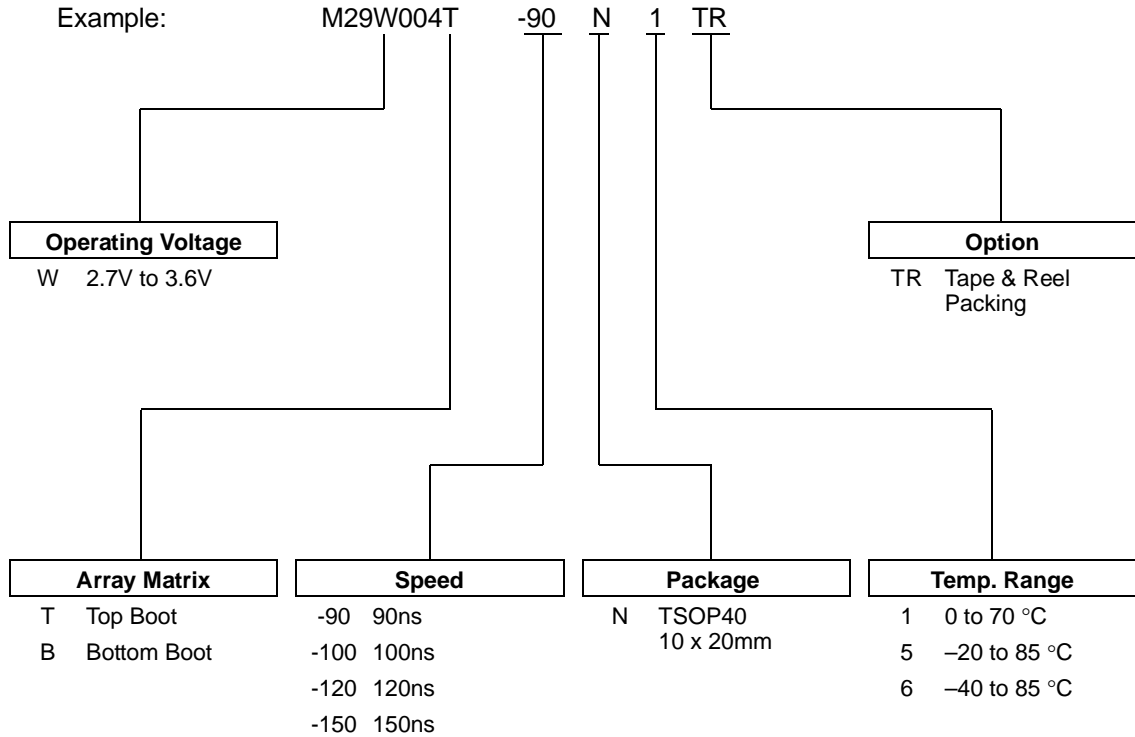 Example: M29W004T -90 N 1 TR
Operating Voltage
W 2.7V to 3.6V
Option
TR Tape & Reel
Packing
Array Matrix
T Top Boot
B Bottom Boot
Speed
-90 90ns
-100 100ns
-120 120ns
-150 150ns
Package
N TSOP40
10 x 20mm
Temp. Range
1 0 to 70 °C
5 –20 to 85 °C
6 –40 to 85 °C